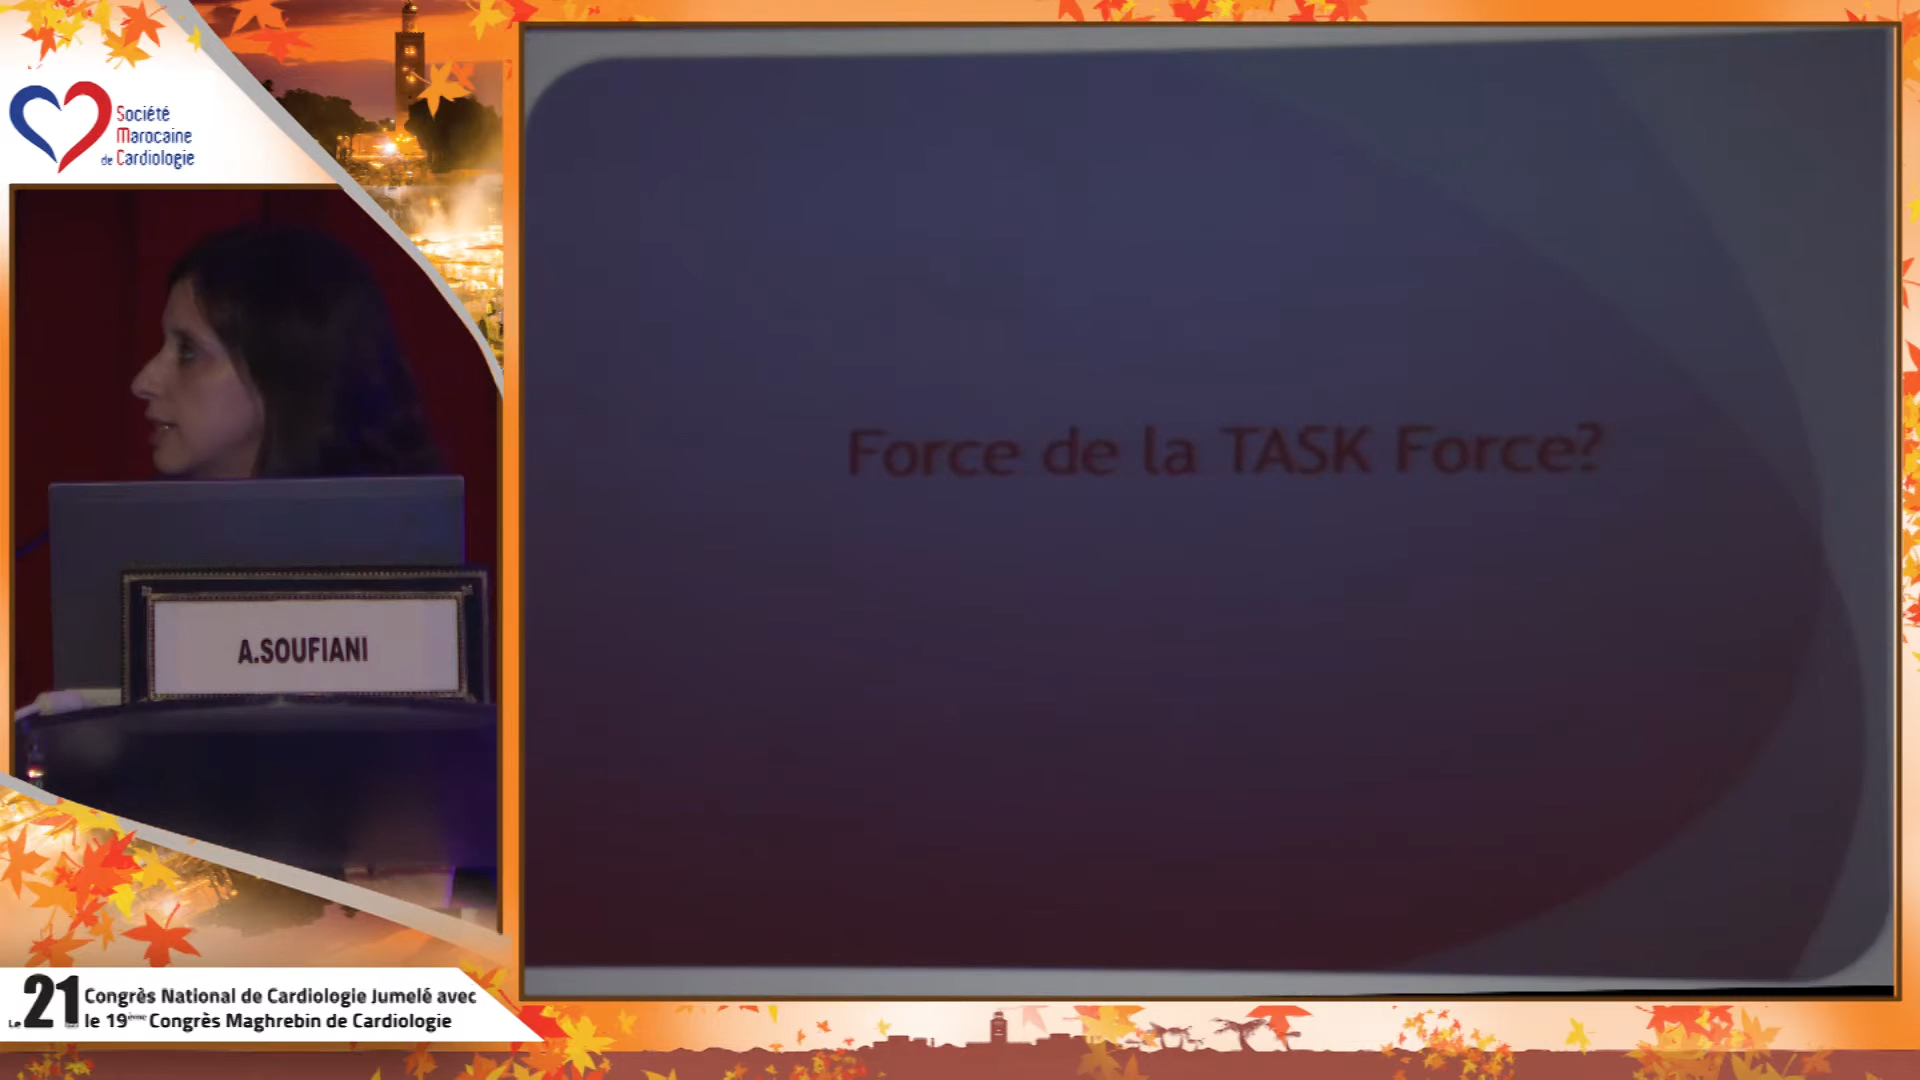 Société
Marocaine
de Cardiologie
Force de la TASK Force?
A.SOUFIANI
Le 21 Congrès National de Cardiologie Jumelé avec
le 19ème Congrès Maghrebin de Cardiologie